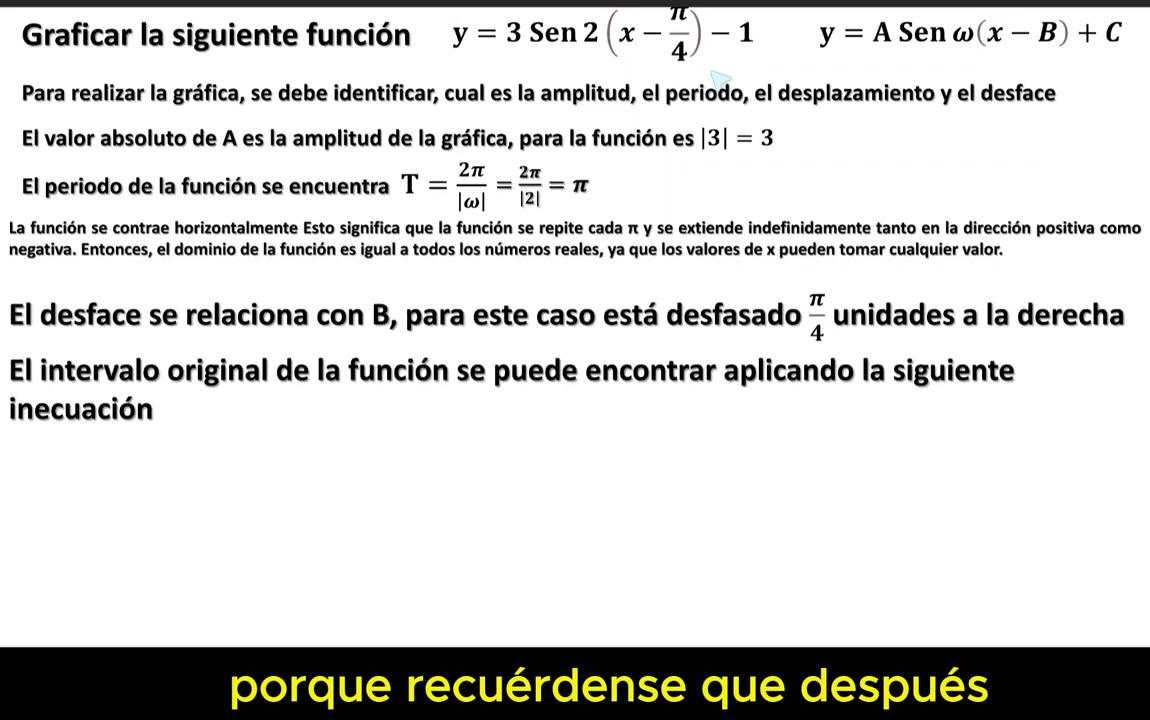 Graficar la siguiente función y = 3 Sen 2 (x − π/4) − 1 y = A Sen ω(x − B) + C
Para realizar la gráfica, se debe identificar, cual es la amplitud, el periodo, el desplazamiento y el desface
El valor absoluto de A es la amplitud de la gráfica, para la función es |3| = 3
El periodo de la función se encuentra T = 2π/|ω| = 2π/|2| = π
La función se contrae horizontalmente Esto significa que la función se repite cada π y se extiende indefinidamente tanto en la dirección positiva como
negativa. Entonces, el dominio de la función es igual a todos los números reales, ya que los valores de x pueden tomar cualquier valor.
El desface se relaciona con B, para este caso está desfasado π/4 unidades a la derecha
El intervalo original de la función se puede encontrar aplicando la siguiente
inecuación
porque recuérdense que después